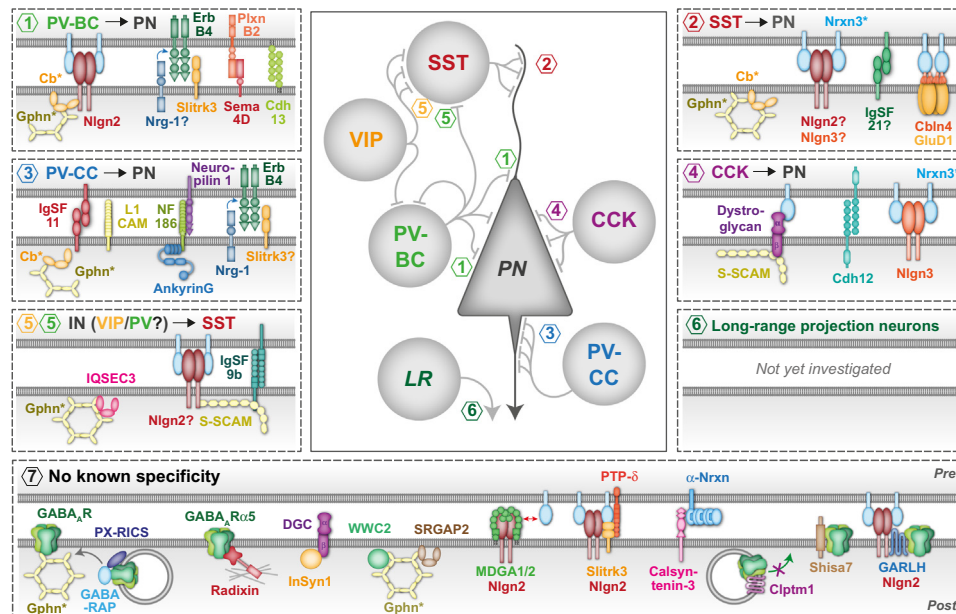 1 PV-BC → PN
Erb
B4
Plxn
B2
Cb*
Gphn*
Nlgn2
Nrg-1?
Slitrk3
Sema
4D
Cdh
13
2 SST → PN
Nrxn3*
Cb*
Gphn*
Nlgn2?
Nlgn3?
IgSF
21?
Cbln4
GluD1
3 PV-CC → PN
Neuro-
pilin 1
Erb
B4
IgSF
11
L1
CAM
NF
186
Cb*
Gphn*
AnkyrinG
Nrg-1
Slitrk3?
4 CCK → PN
Nrxn3*
Dystro-
glycan
S-SCAM
Cdh12
Nlgn3
5 5 IN (VIP/PV?) → SST
IgSF
9b
IQSEC3
Gphn*
Nlgn2?
S-SCAM
6 Long-range projection neurons
Not yet investigated
SST
2
5
5
VIP
1
4
CCK
PV-
BC
1
PN
3
PV-
CC
LR
6
7 No known specificity
Pre
GABAAR
PX-RICS
GABA
-RAP
Gphn*
GABAARα5
Radixin
DGC
InSyn1
WWC2
SRGAP2
Gphn*
MDGA1/2
Nlgn2
PTP-δ
Slitrk3
Nlgn2
α-Nrxn
Calsyn-
tenin-3
Clptm1
Shisa7
GARLH
Nlgn2
Post